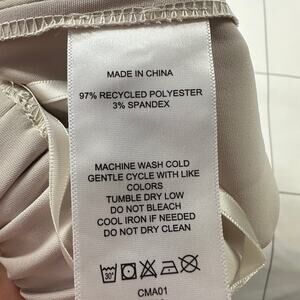 MADE IN CHINA
97% RECYCLED POLYESTER
3% SPANDEX
MACHINE WASH COLD
GENTLE CYCLE WITH LIKE
COLORS
TUMBLE DRY LOW
DO NOT BLEACH
COOL IRON IF NEEDED
DO NOT DRY CLEAN
30°
CMA01